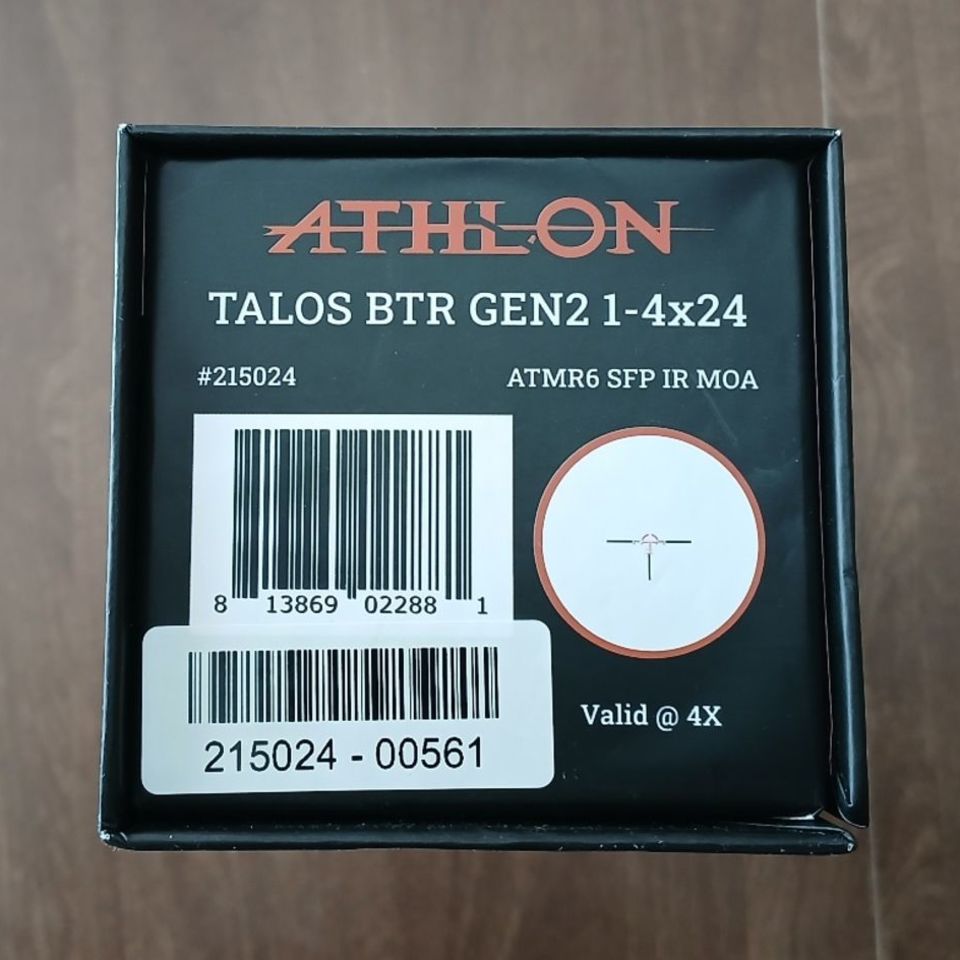 ATHLON
TALOS BTR GEN2 1-4x24
#215024
ATMR6 SFP IR MOA
8 13869 02288 1
215024 - 00561
Valid @ 4X